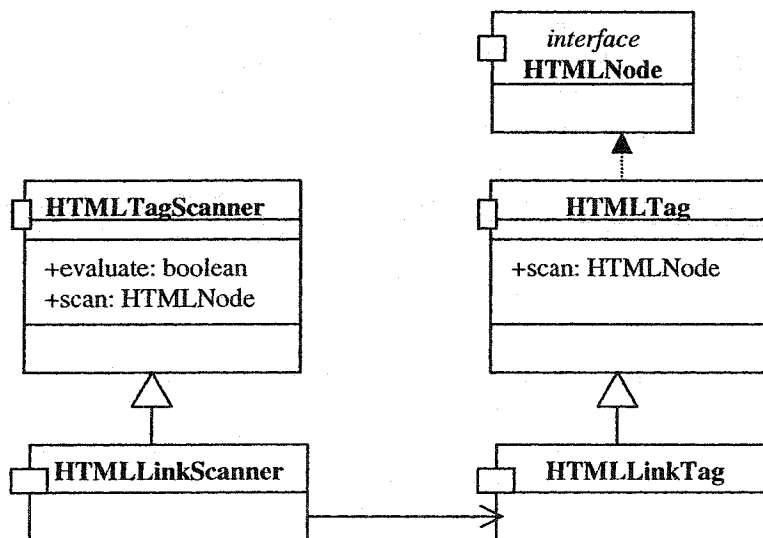 interface
HTMLNode
HTMLTagScanner
+evaluate: boolean
+scan: HTMLNode
HTMLTag
+scan: HTMLNode
HTMLLinkScanner
HTMLLinkTag